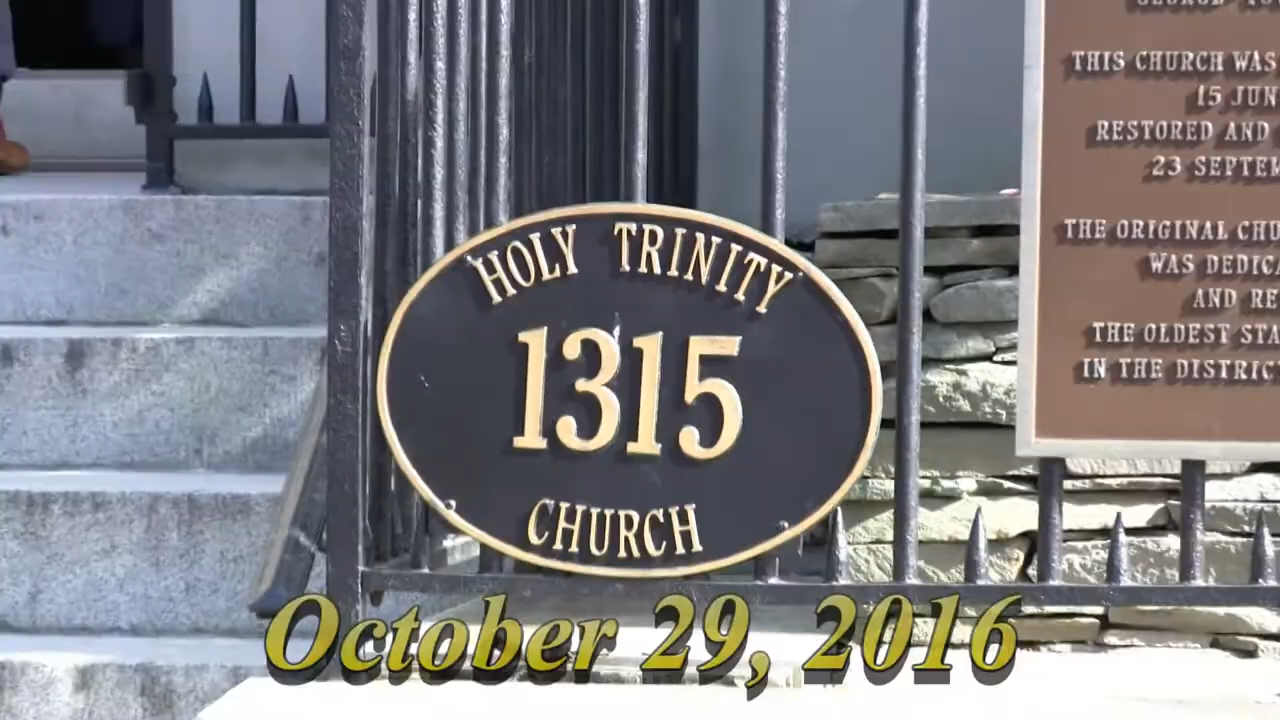 HOLY TRINITY
1315
CHURCH
THIS CHURCH WAS
15 JUN
RESTORED AND
23 SEPTEM
THE ORIGINAL CHU
WAS DEDICA
AND RE
THE OLDEST STA
IN THE DISTRIC
October 29, 2016